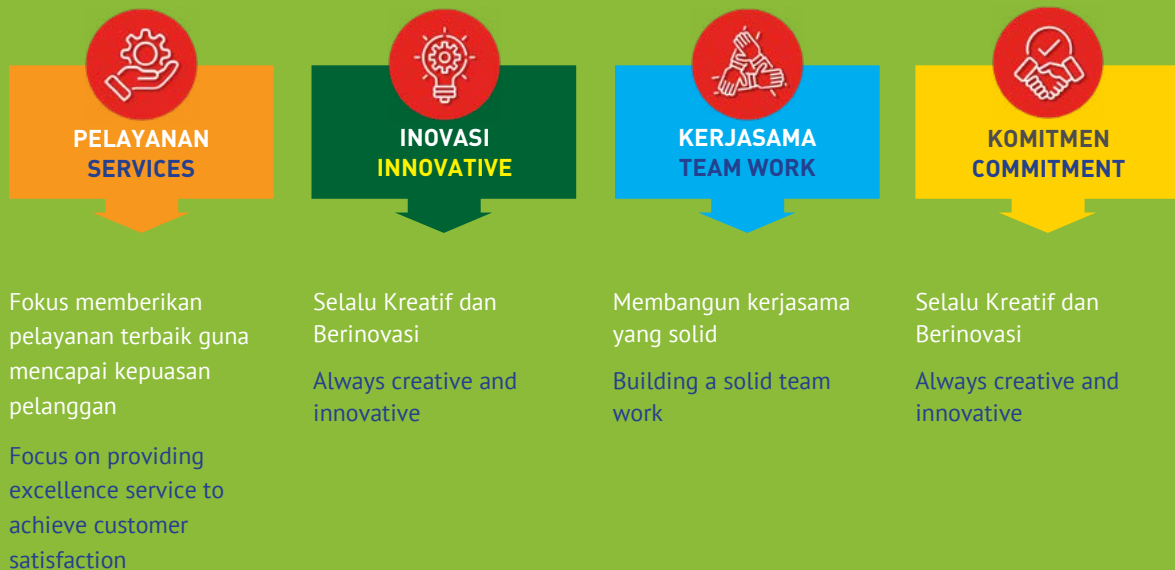 PELAYANAN
SERVICES
Fokus memberikan
pelayanan terbaik guna
mencapai kepuasan
pelanggan
Focus on providing
excellence service to
achieve customer
satisfaction
INOVASI
INNOVATIVE
Selalu Kreatif dan
Berinovasi
Always creative and
innovative
KERJASAMA
TEAM WORK
Membangun kerjasama
yang solid
Building a solid team
work
KOMITMEN
COMMITMENT
Selalu Kreatif dan
Berinovasi
Always creative and
innovative